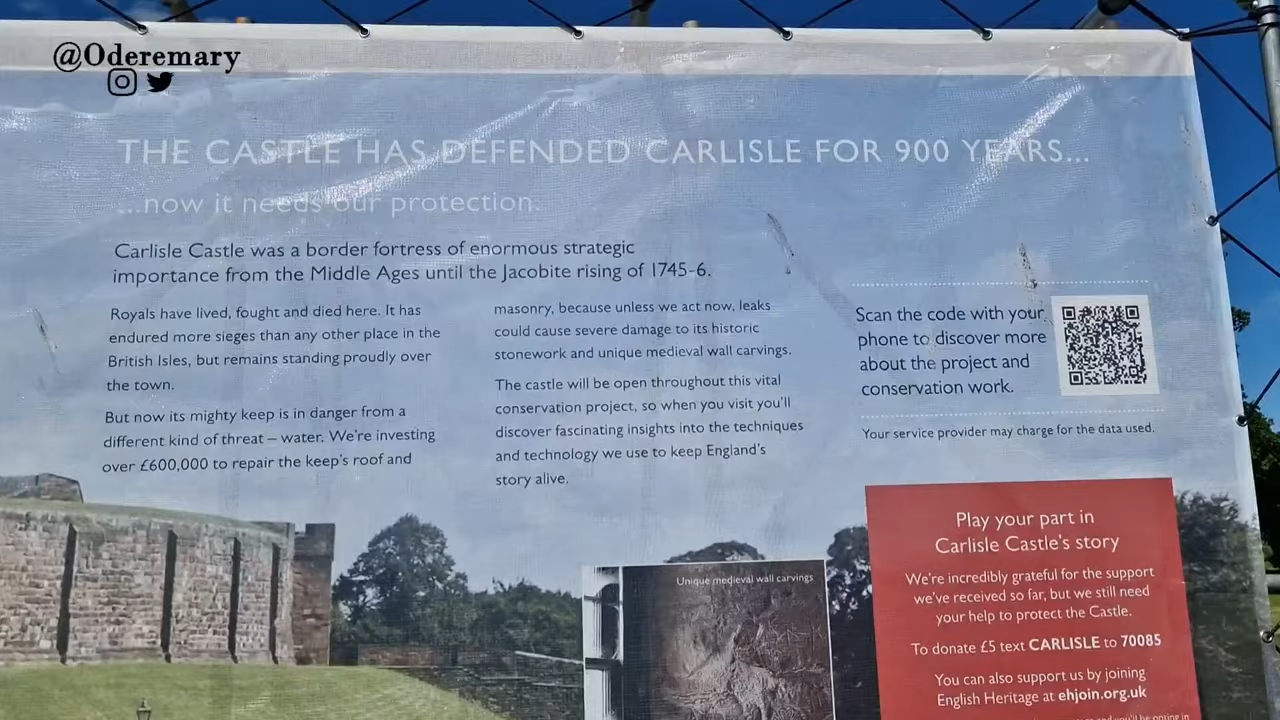 @Oderemary
THE CASTLE HAS DEFENDED CARLISLE FOR 900 YEARS...
...now it needs our protection.
Carlisle Castle was a border fortress of enormous strategic
importance from the Middle Ages until the Jacobite rising of 1745-6.
Royals have lived, fought and died here. It has
endured more sieges than any other place in the
British Isles, but remains standing proudly over
the town.
But now its mighty keep is in danger from a
different kind of threat – water. We're investing
over £600,000 to repair the keep's roof and
masonry, because unless we act now, leaks
could cause severe damage to its historic
stonework and unique medieval wall carvings.
The castle will be open throughout this vital
conservation project, so when you visit you'll
discover fascinating insights into the techniques
and technology we use to keep England's
story alive.
Scan the code with your
phone to discover more
about the project and
conservation work.
Your service provider may charge for the data used.
Unique medieval wall carvings
Play your part in
Carlisle Castle's story
We're incredibly grateful for the support
we've received so far, but we still need
your help to protect the Castle.
To donate £5 text CARLISLE to 70085
You can also support us by joining
English Heritage at ehjoin.org.uk